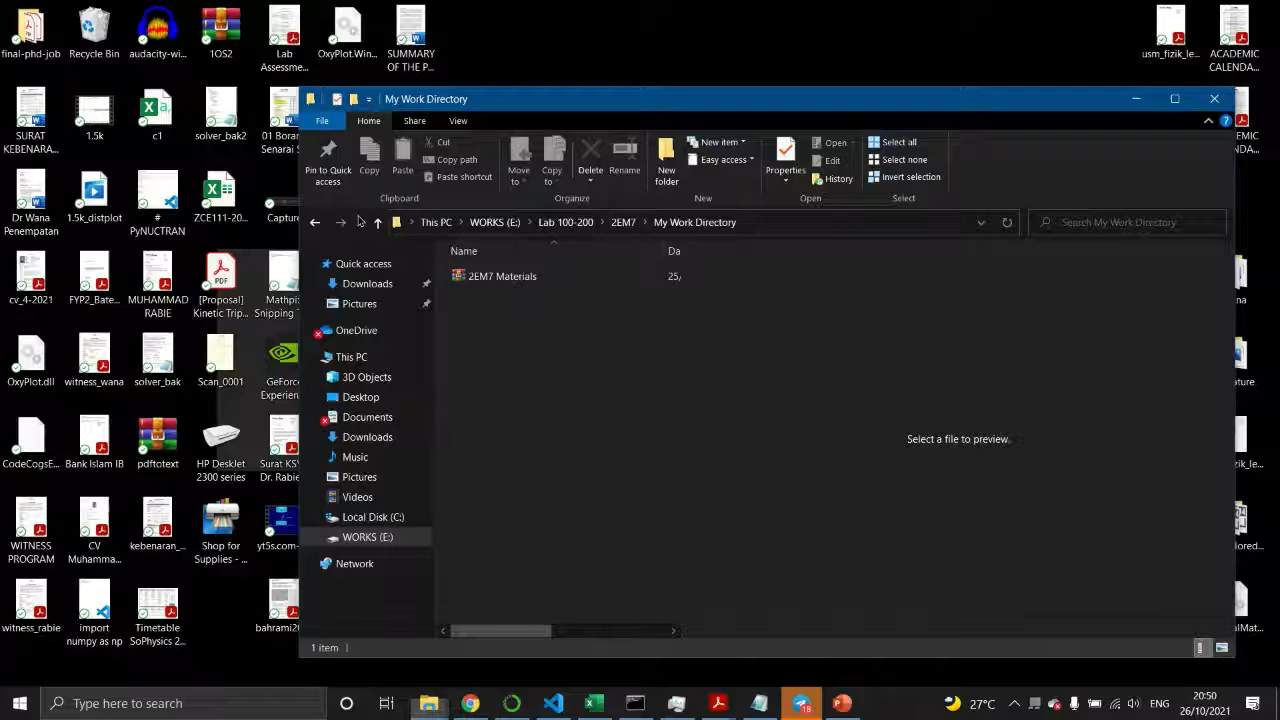 final-phd-job
Recycle Bin
audacity-wi...
1OS2
Lab
Assessme...
OxyPlot.Win...
SUMMARY
OF THE P...
usm_fizik_le...
ACADEMIC
CALENDA...
SURAT
KEBENARA...
1.5k
c1
solver_bak2
01 Boran
Senarai S
Dr Wana
Penempatan
1.5k_distplot
#
PyNUCTRAN
ZCE111-20...
Capture
cv_4-2021
FYP2_Bate...
MUHAMMAD
RABIE
[Proposal]
Kinetic Trip...
Mathpi
Snipping
OxyPlot.dll
witness_wana
solver_bak
Scan_0001
GeForce
Experien
CodeCogsE...
Bank Islam IB
pdftotext
HP DeskJet
2300 series
Surat KS
Dr. Rabie
WITNESS
PROGRAM
CV
Muhamma...
kebenaran_...
Shop for
Supplies - ...
yt5s.com-
witness_rabie
import
numpy as np
Timetable
SoPhysics 2...
bahrami20
My Work Directory
File
Home
Share
View
Pin to Quick
access
Copy
Paste
Cut
Copy path
Paste shortcut
Clipboard
Move
to
Copy
Delete
Rename
Organize
New
New item
Easy access
New
Properties
Open
Edit
History
Open
Select all
Select none
Invert selection
Select
This PC
WORKS (E:)
Lab 100-200
2EM7
My Work Directory
Search My Work Directory
Name
2EM7 Materials
25,
Quick access
Downloads
Pictures
OneDrive
This PC
3D Objects
Desktop
Documents
Downloads
Music
Pictures
Videos
Local Disk (C:)
WORKS (E:)
Network
ect a file
1 item
Type here to search
27°C
ENG
20:50
26/10/2021